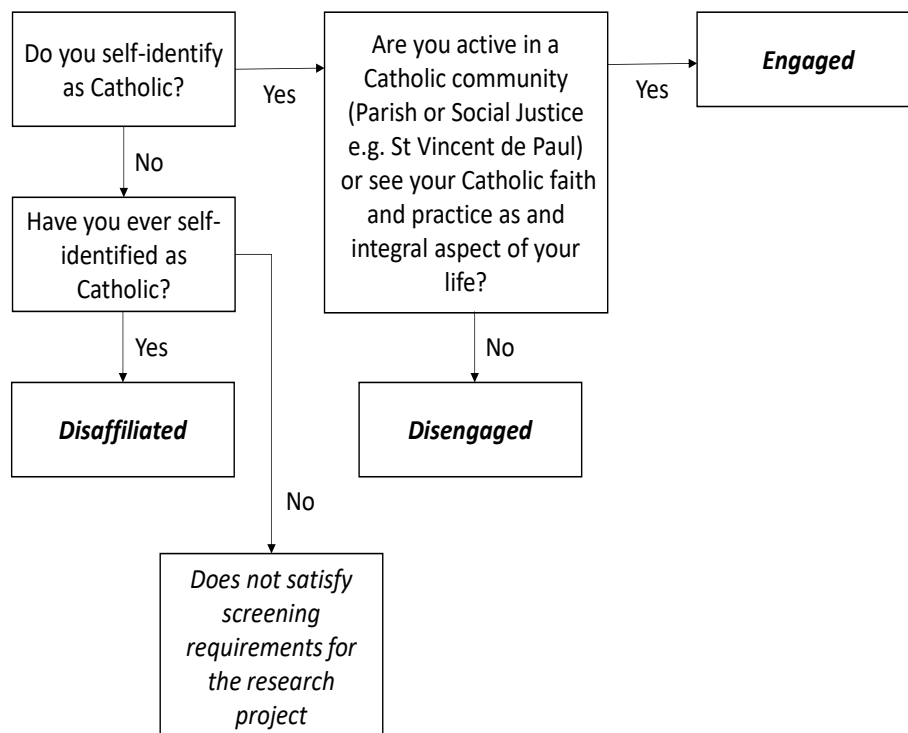 Do you self-identify
as Catholic?
Yes
Are you active in a
Catholic community
(Parish or Social Justice
e.g. St Vincent de Paul)
or see your Catholic faith
and practice as and
integral aspect of your
life?
Yes
Engaged
No
Have you ever self-
identified as
Catholic?
Yes
Disaffiliated
No
Disengaged
No
Does not satisfy
screening
requirements for
the research
project